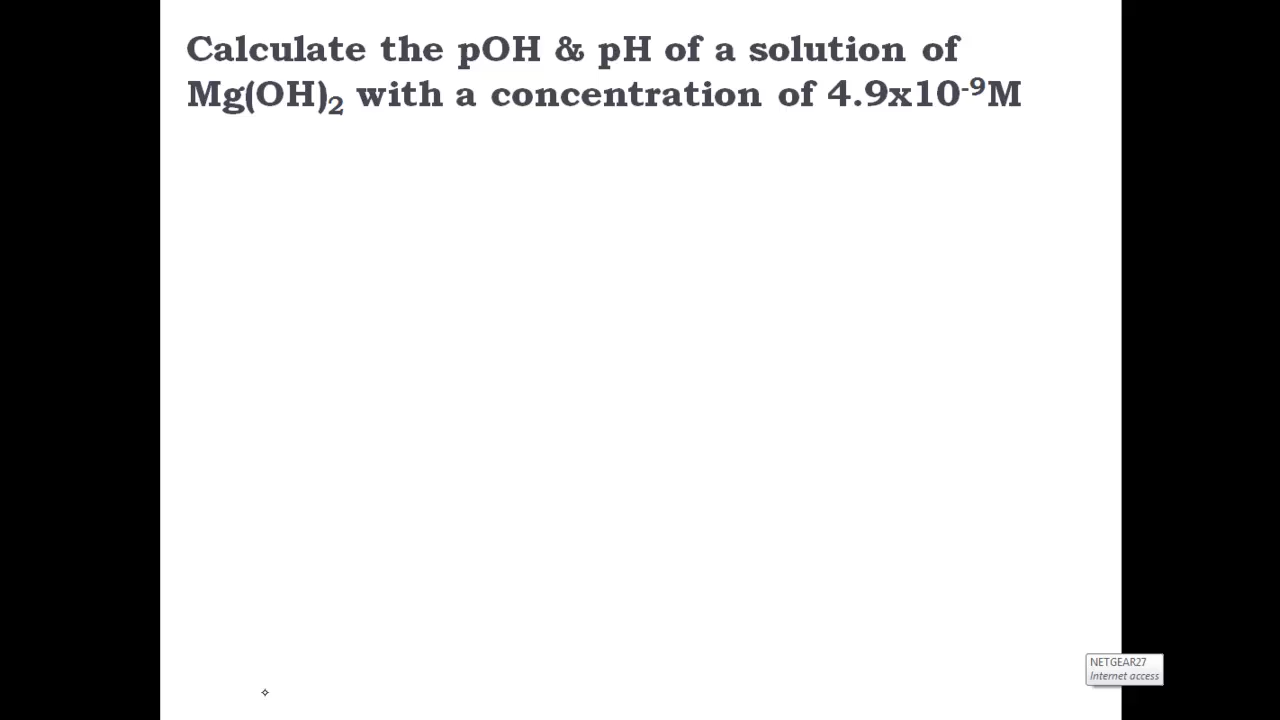 Calculate the pOH & pH of a solution of
Mg(OH)₂ with a concentration of 4.9x10⁻⁹M
NETGEAR27
Internet access